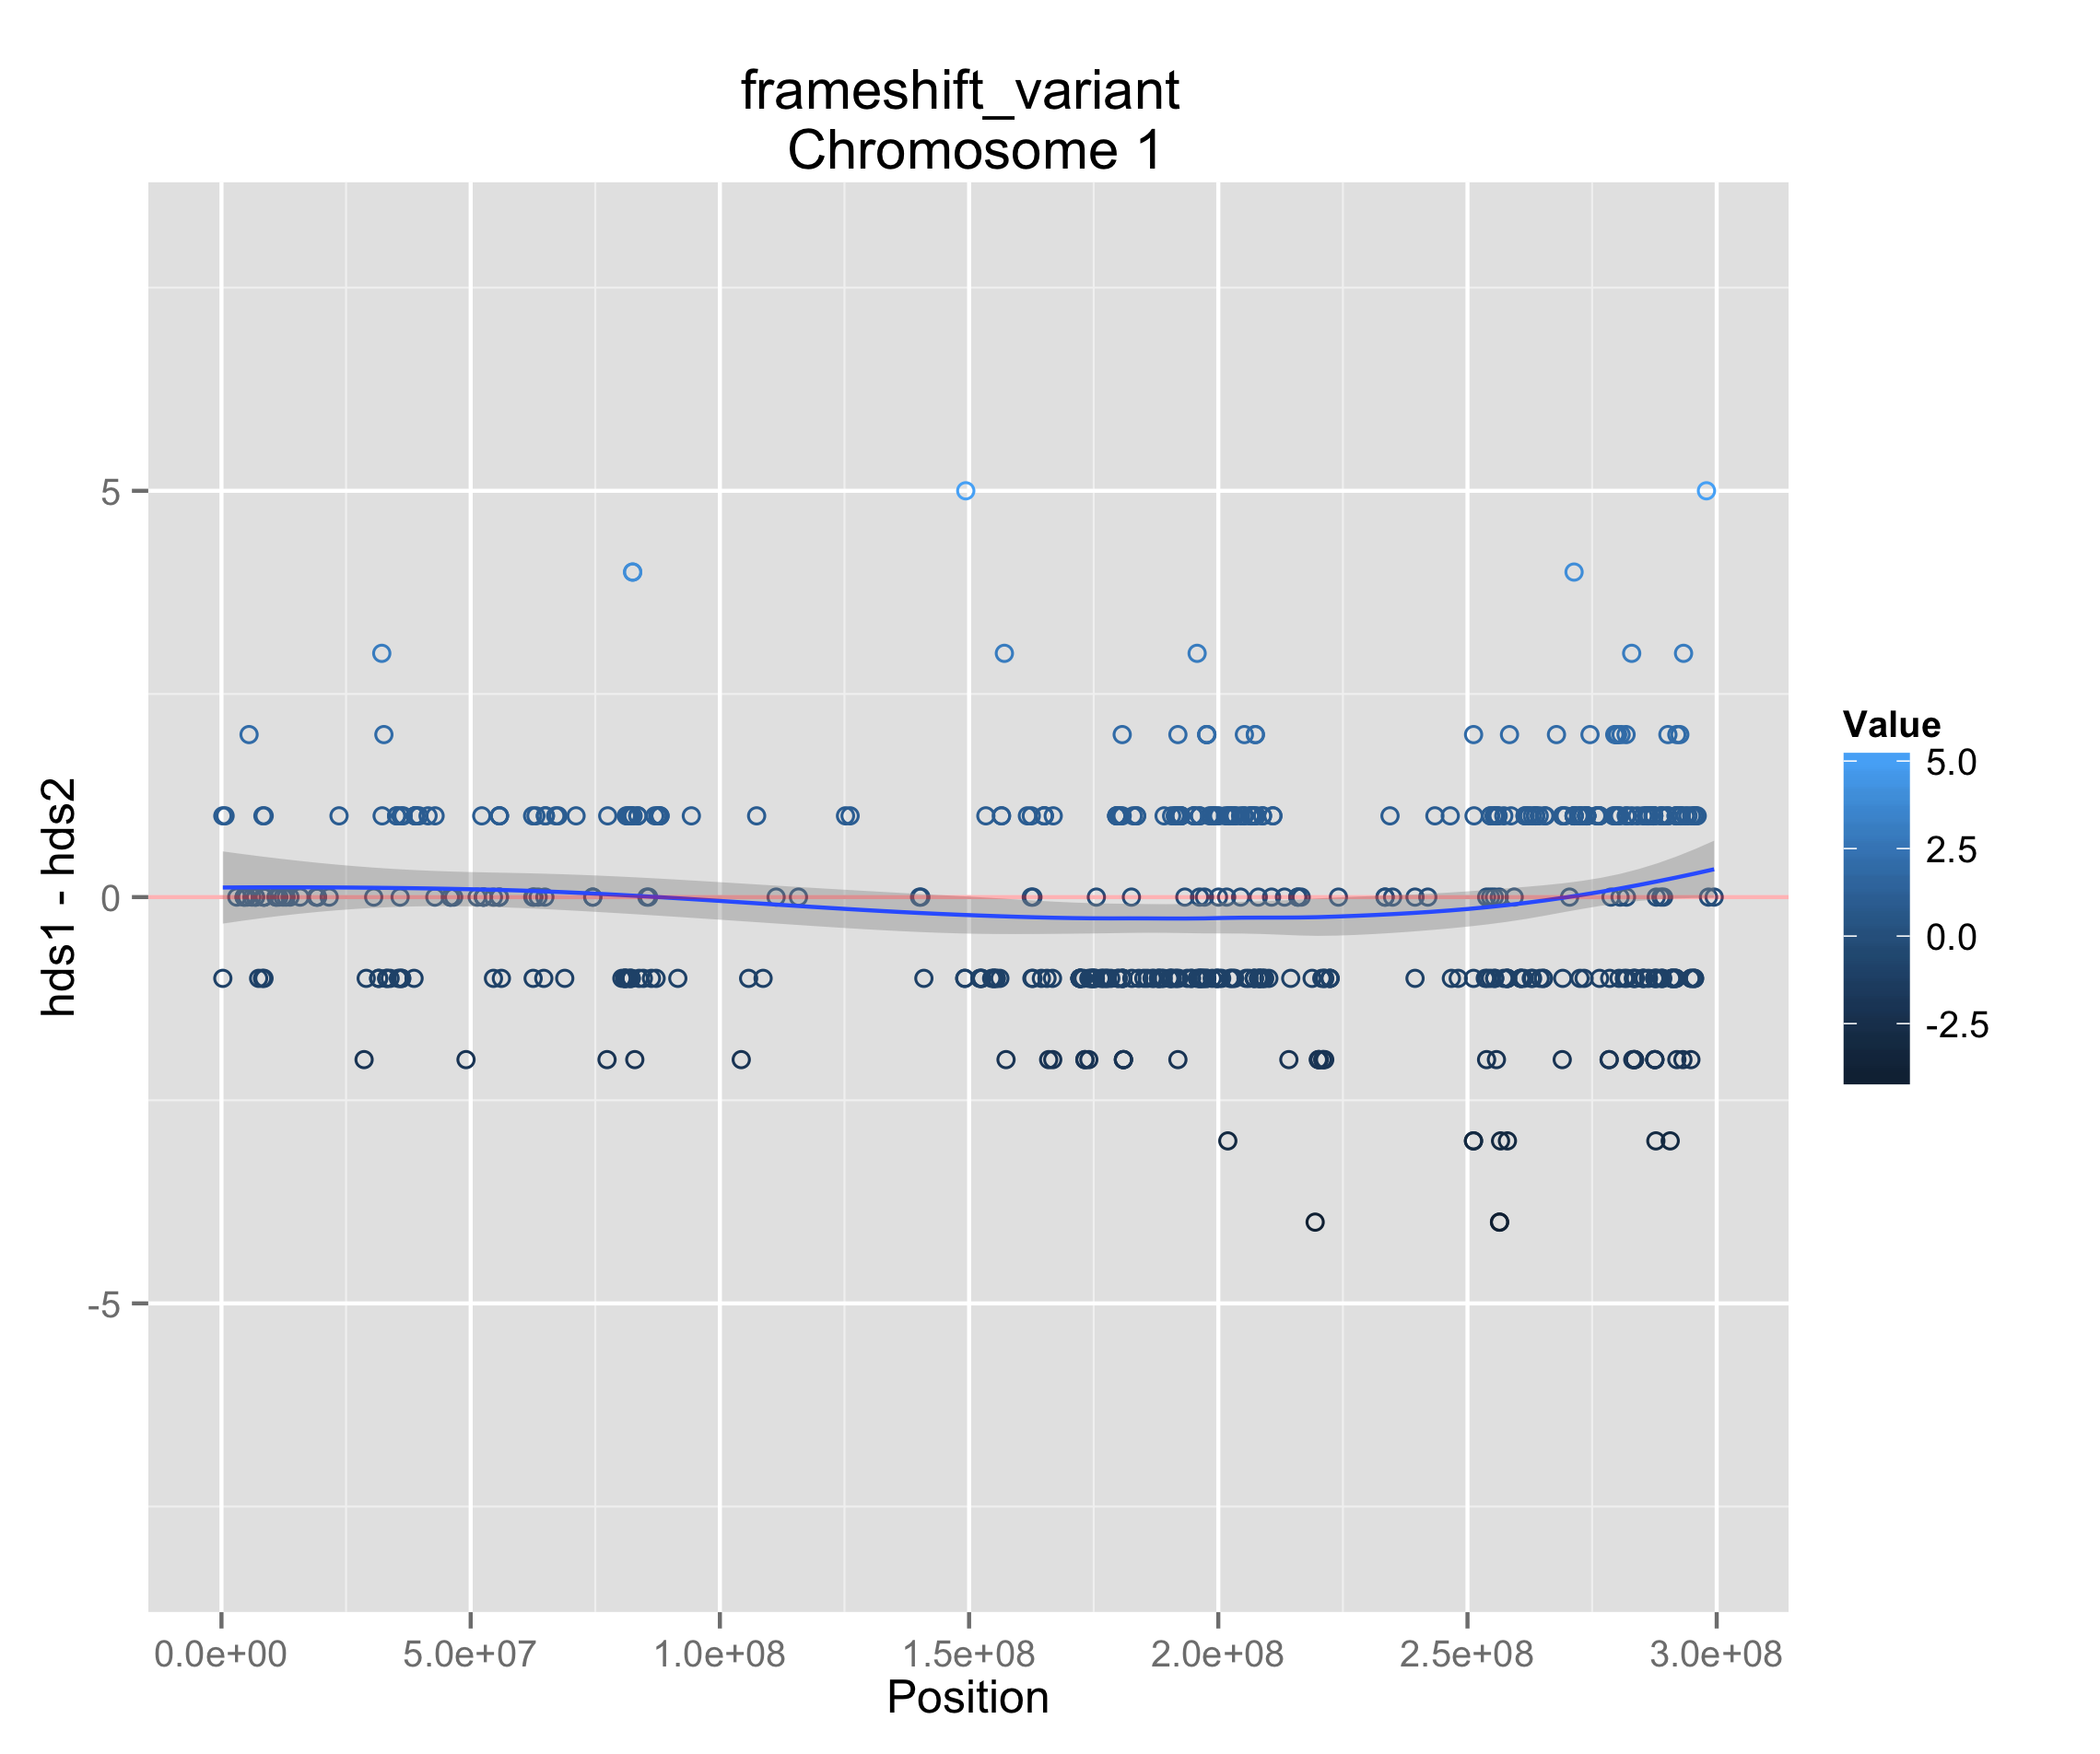 frameshift_variant
Chromosome 1
hds1 - hds2
5
0
-5
0.0e+00 5.0e+07 1.0e+08 1.5e+08 2.0e+08 2.5e+08 3.0e+08
Position
Value
5.0
2.5
0.0
-2.5